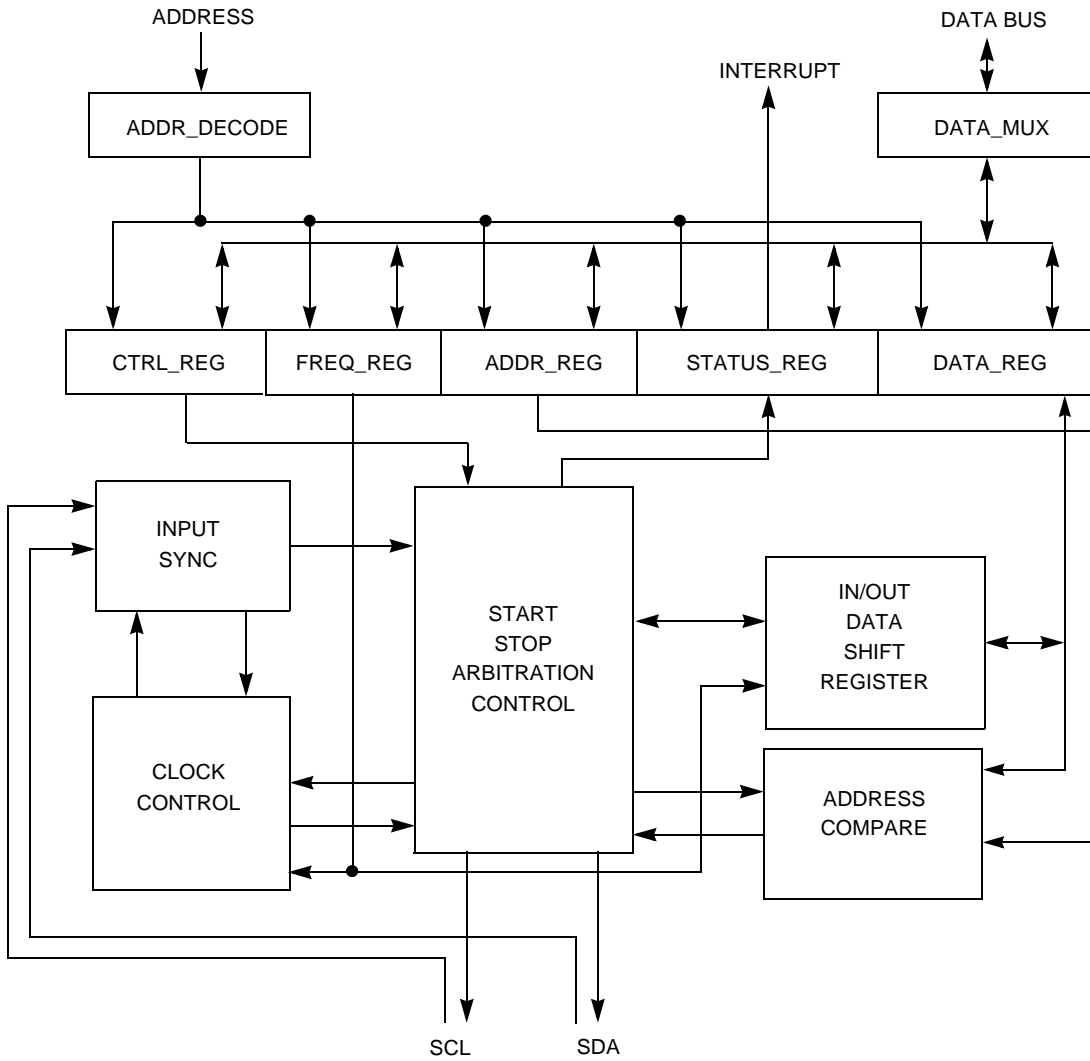 ADDRESS
DATA BUS
INTERRUPT
ADDR_DECODE
DATA_MUX
CTRL_REG
FREQ_REG
ADDR_REG
STATUS_REG
DATA_REG
INPUT
SYNC
START
STOP
ARBITRATION
CONTROL
IN/OUT
DATA
SHIFT
REGISTER
CLOCK
CONTROL
ADDRESS
COMPARE
SCL
SDA